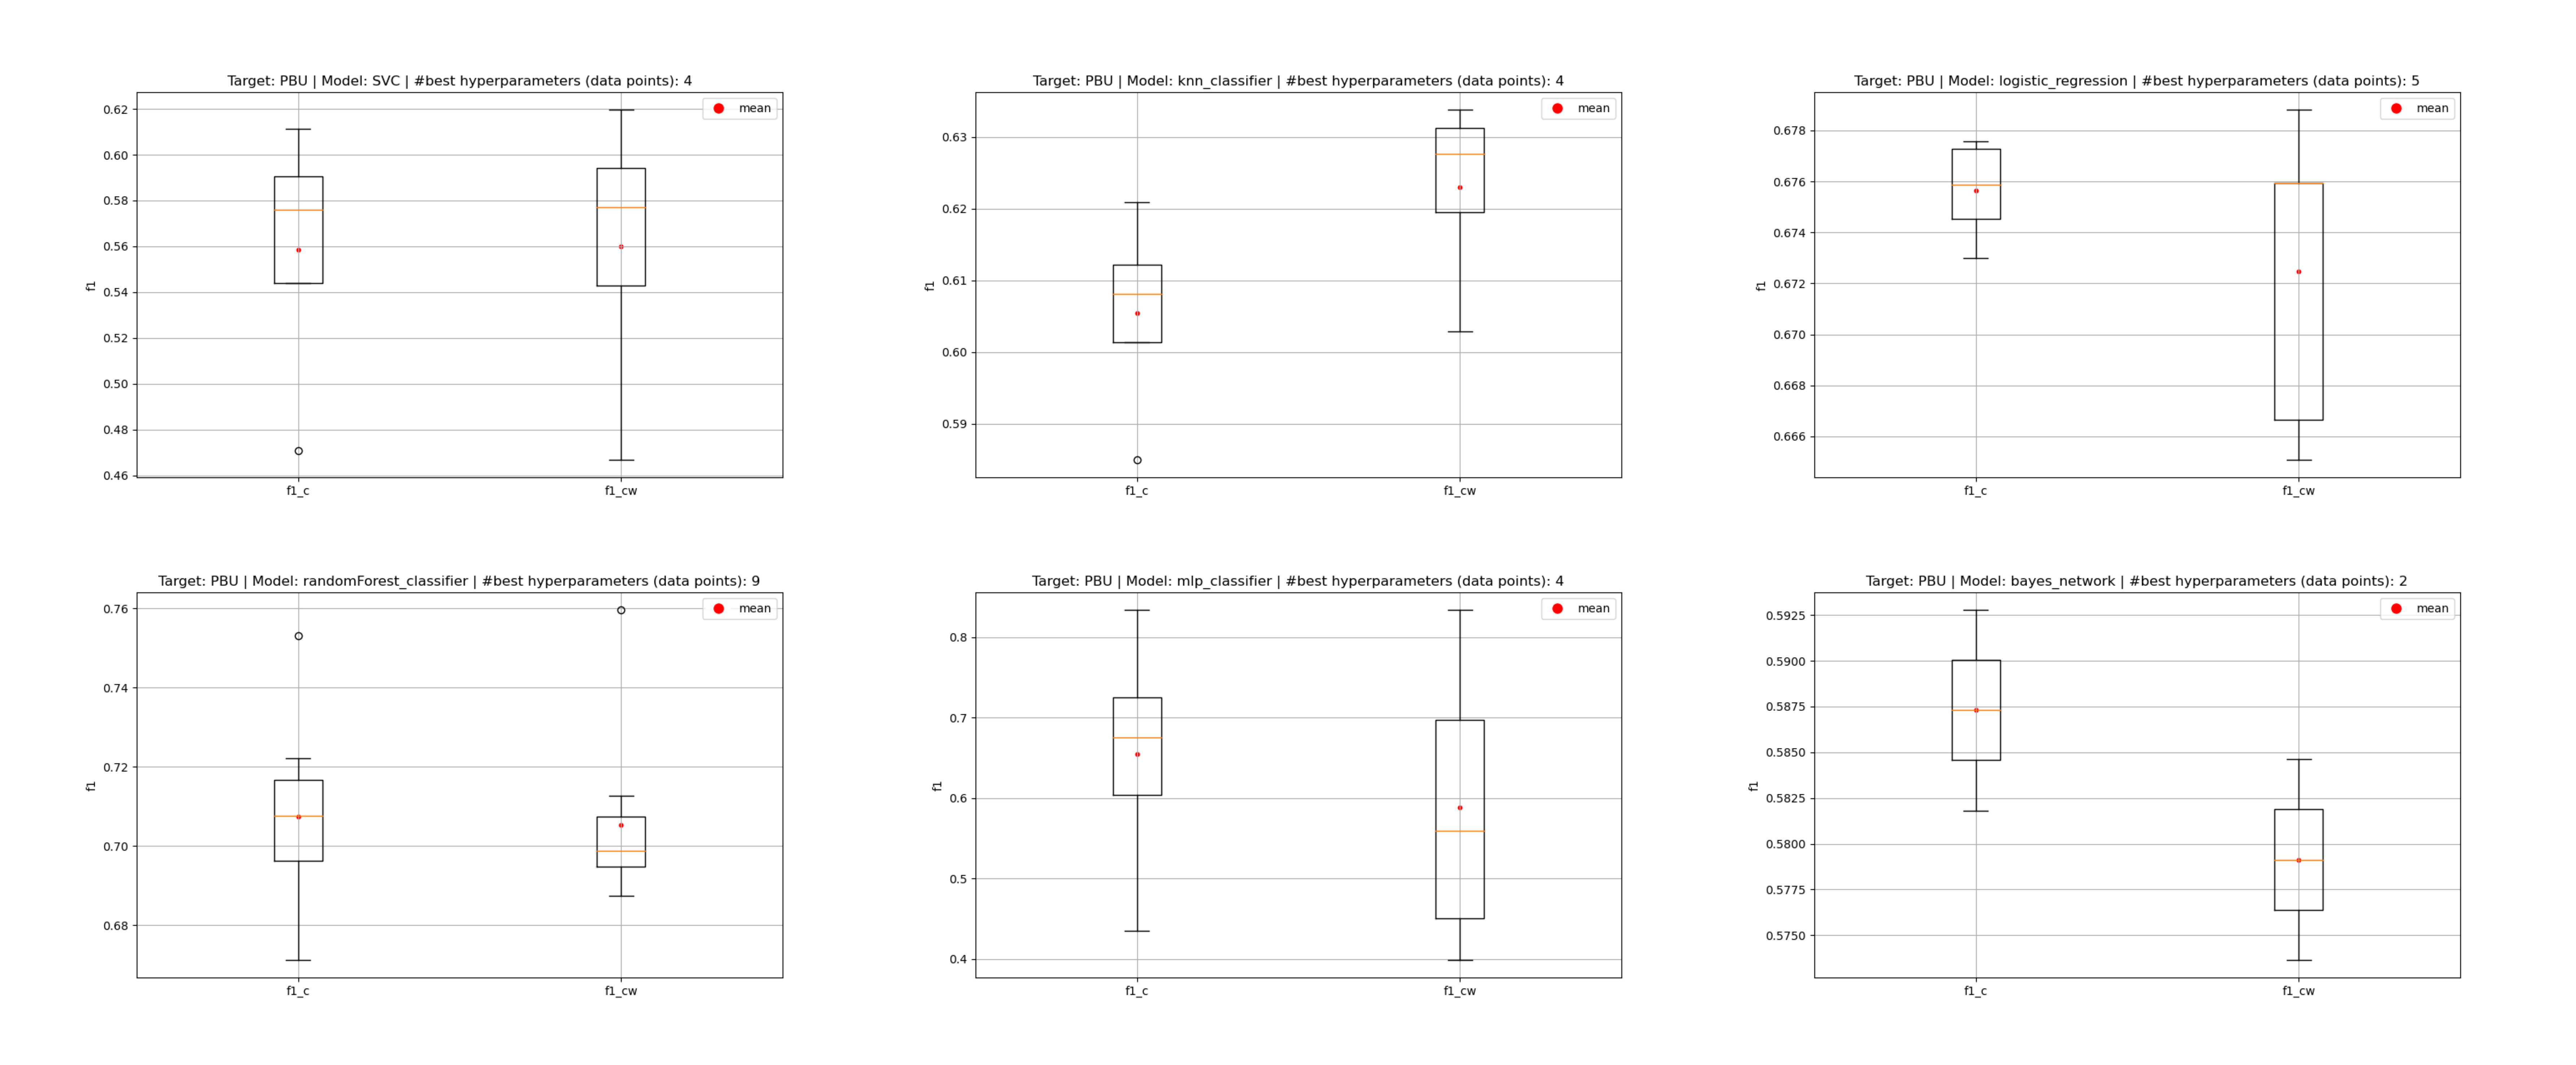 Target: PBU | Model: SVC | #best hyperparameters (data points): 4
mean
0.62
0.60
0.58
0.56
0.54
0.52
0.50
0.48
0.46
f1
f1_c
f1_cw
Target: PBU | Model: knn_classifier | #best hyperparameters (data points): 4
mean
0.63
0.62
0.61
0.60
0.59
f1
f1_c
f1_cw
Target: PBU | Model: logistic_regression | #best hyperparameters (data points): 5
mean
0.678
0.676
0.674
0.672
0.670
0.668
0.666
f1
f1_c
f1_cw
Target: PBU | Model: randomForest_classifier | #best hyperparameters (data points): 9
mean
0.76
0.74
0.72
0.70
0.68
f1
f1_c
f1_cw
Target: PBU | Model: mlp_classifier | #best hyperparameters (data points): 4
mean
0.8
0.7
0.6
0.5
0.4
f1
f1_c
f1_cw
Target: PBU | Model: bayes_network | #best hyperparameters (data points): 2
mean
0.5925
0.5900
0.5875
0.5850
0.5825
0.5800
0.5775
0.5750
f1
f1_c
f1_cw